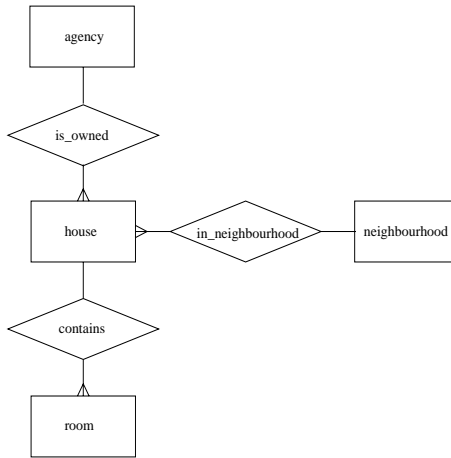 agency
is_owned
house
in_neighbourhood
neighbourhood
contains
room